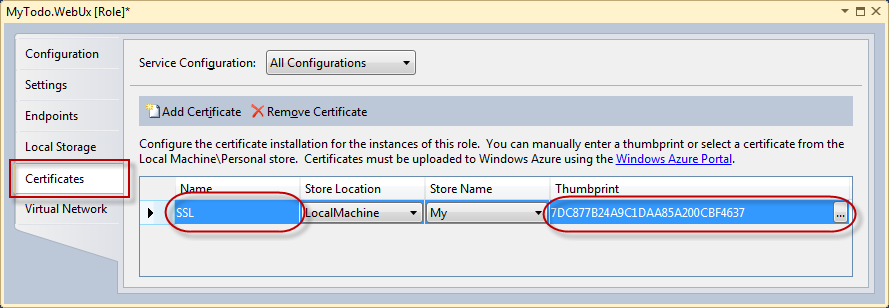 MyTodo.WebUx [Role]*
Configuration
Settings
Endpoints
Local Storage
Certificates
Virtual Network
Service Configuration: All Configurations
Add Certificate Remove Certificate
Configure the certificate installation for the instances of this role. You can manually enter a thumbprint or select a certificate from the
Local Machine\Personal store. Certificates must be uploaded to Windows Azure using the Windows Azure Portal.
Name Store Location Store Name Thumbprint
SSL LocalMachine My 7DC877B24A9C1DAA85A200CBF4637 ...